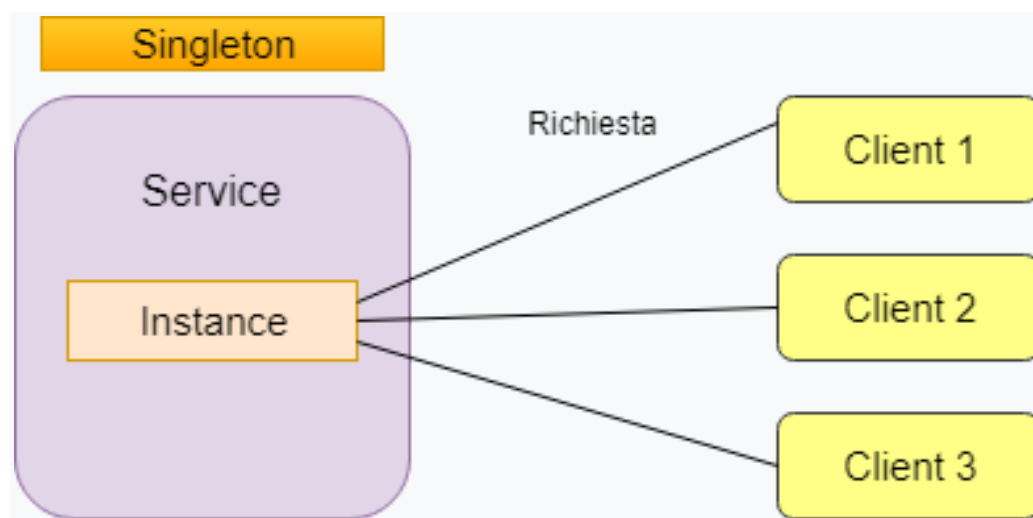 Singleton
Service
Instance
Richiesta
Client 1
Client 2
Client 3